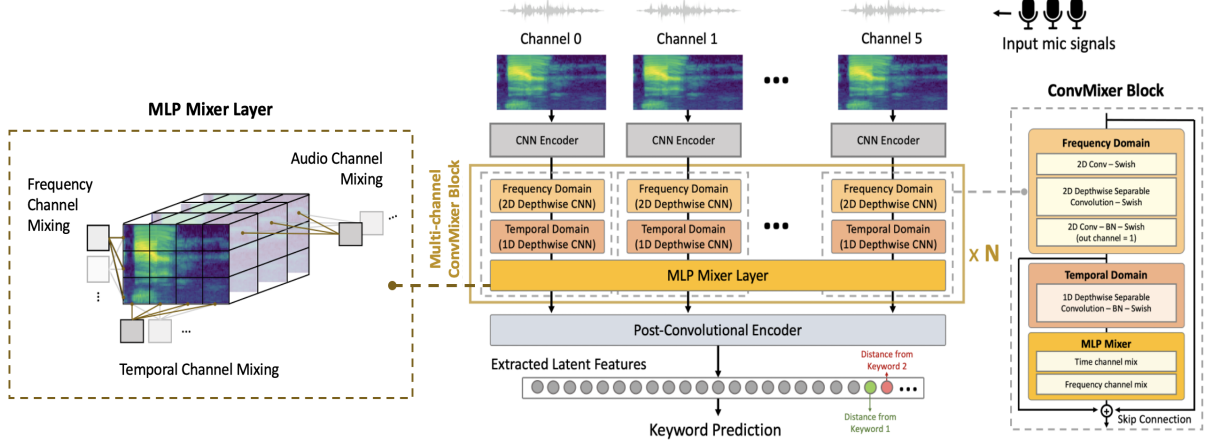 MLP Mixer Layer
Frequency
Channel
Mixing
Audio Channel
Mixing
...
...
...
Temporal Channel Mixing
Channel 0
Channel 1
Channel 5
Input mic signals
...
CNN Encoder
CNN Encoder
CNN Encoder
Multi-channel
ConvMixer Block
Frequency Domain
(2D Depthwise CNN)
Frequency Domain
(2D Depthwise CNN)
Frequency Domain
(2D Depthwise CNN)
Temporal Domain
(1D Depthwise CNN)
Temporal Domain
(1D Depthwise CNN)
...
Temporal Domain
(1D Depthwise CNN)
MLP Mixer Layer
x N
Post-Convolutional Encoder
Extracted Latent Features
Distance from
Keyword 2
...
Distance from
Keyword 1
Keyword Prediction
ConvMixer Block
Frequency Domain
2D Conv – Swish
2D Depthwise Separable
Convolution – Swish
2D Conv – BN – Swish
(out channel = 1)
Temporal Domain
1D Depthwise Separable
Convolution – BN – Swish
MLP Mixer
Time channel mix
Frequency channel mix
+
Skip Connection